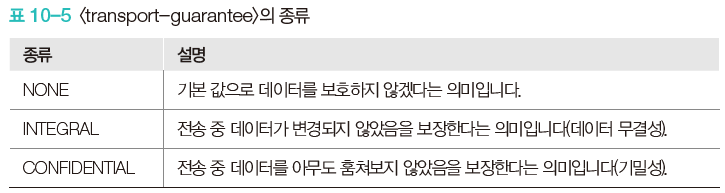 표 10-5 〈transport-guarantee〉의 종류
종류 설명
NONE 기본 값으로 데이터를 보호하지 않겠다는 의미입니다.
INTEGRAL 전송 중 데이터가 변경되지 않았음을 보장한다는 의미입니다(데이터 무결성).
CONFIDENTIAL 전송 중 데이터를 아무도 훔쳐보지 않았음을 보장한다는 의미입니다(기밀성).